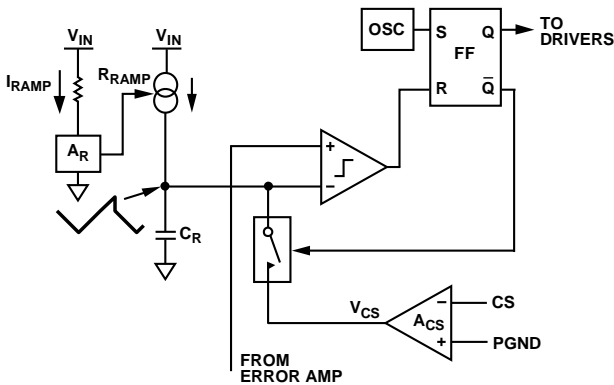 OSC
S Q
FF
R Q̅
TO
DRIVERS
V_IN V_IN
I_RAMP
R_RAMP
A_R
+
−
C_R
V_CS
A_CS
−
+
CS
PGND
FROM
ERROR AMP